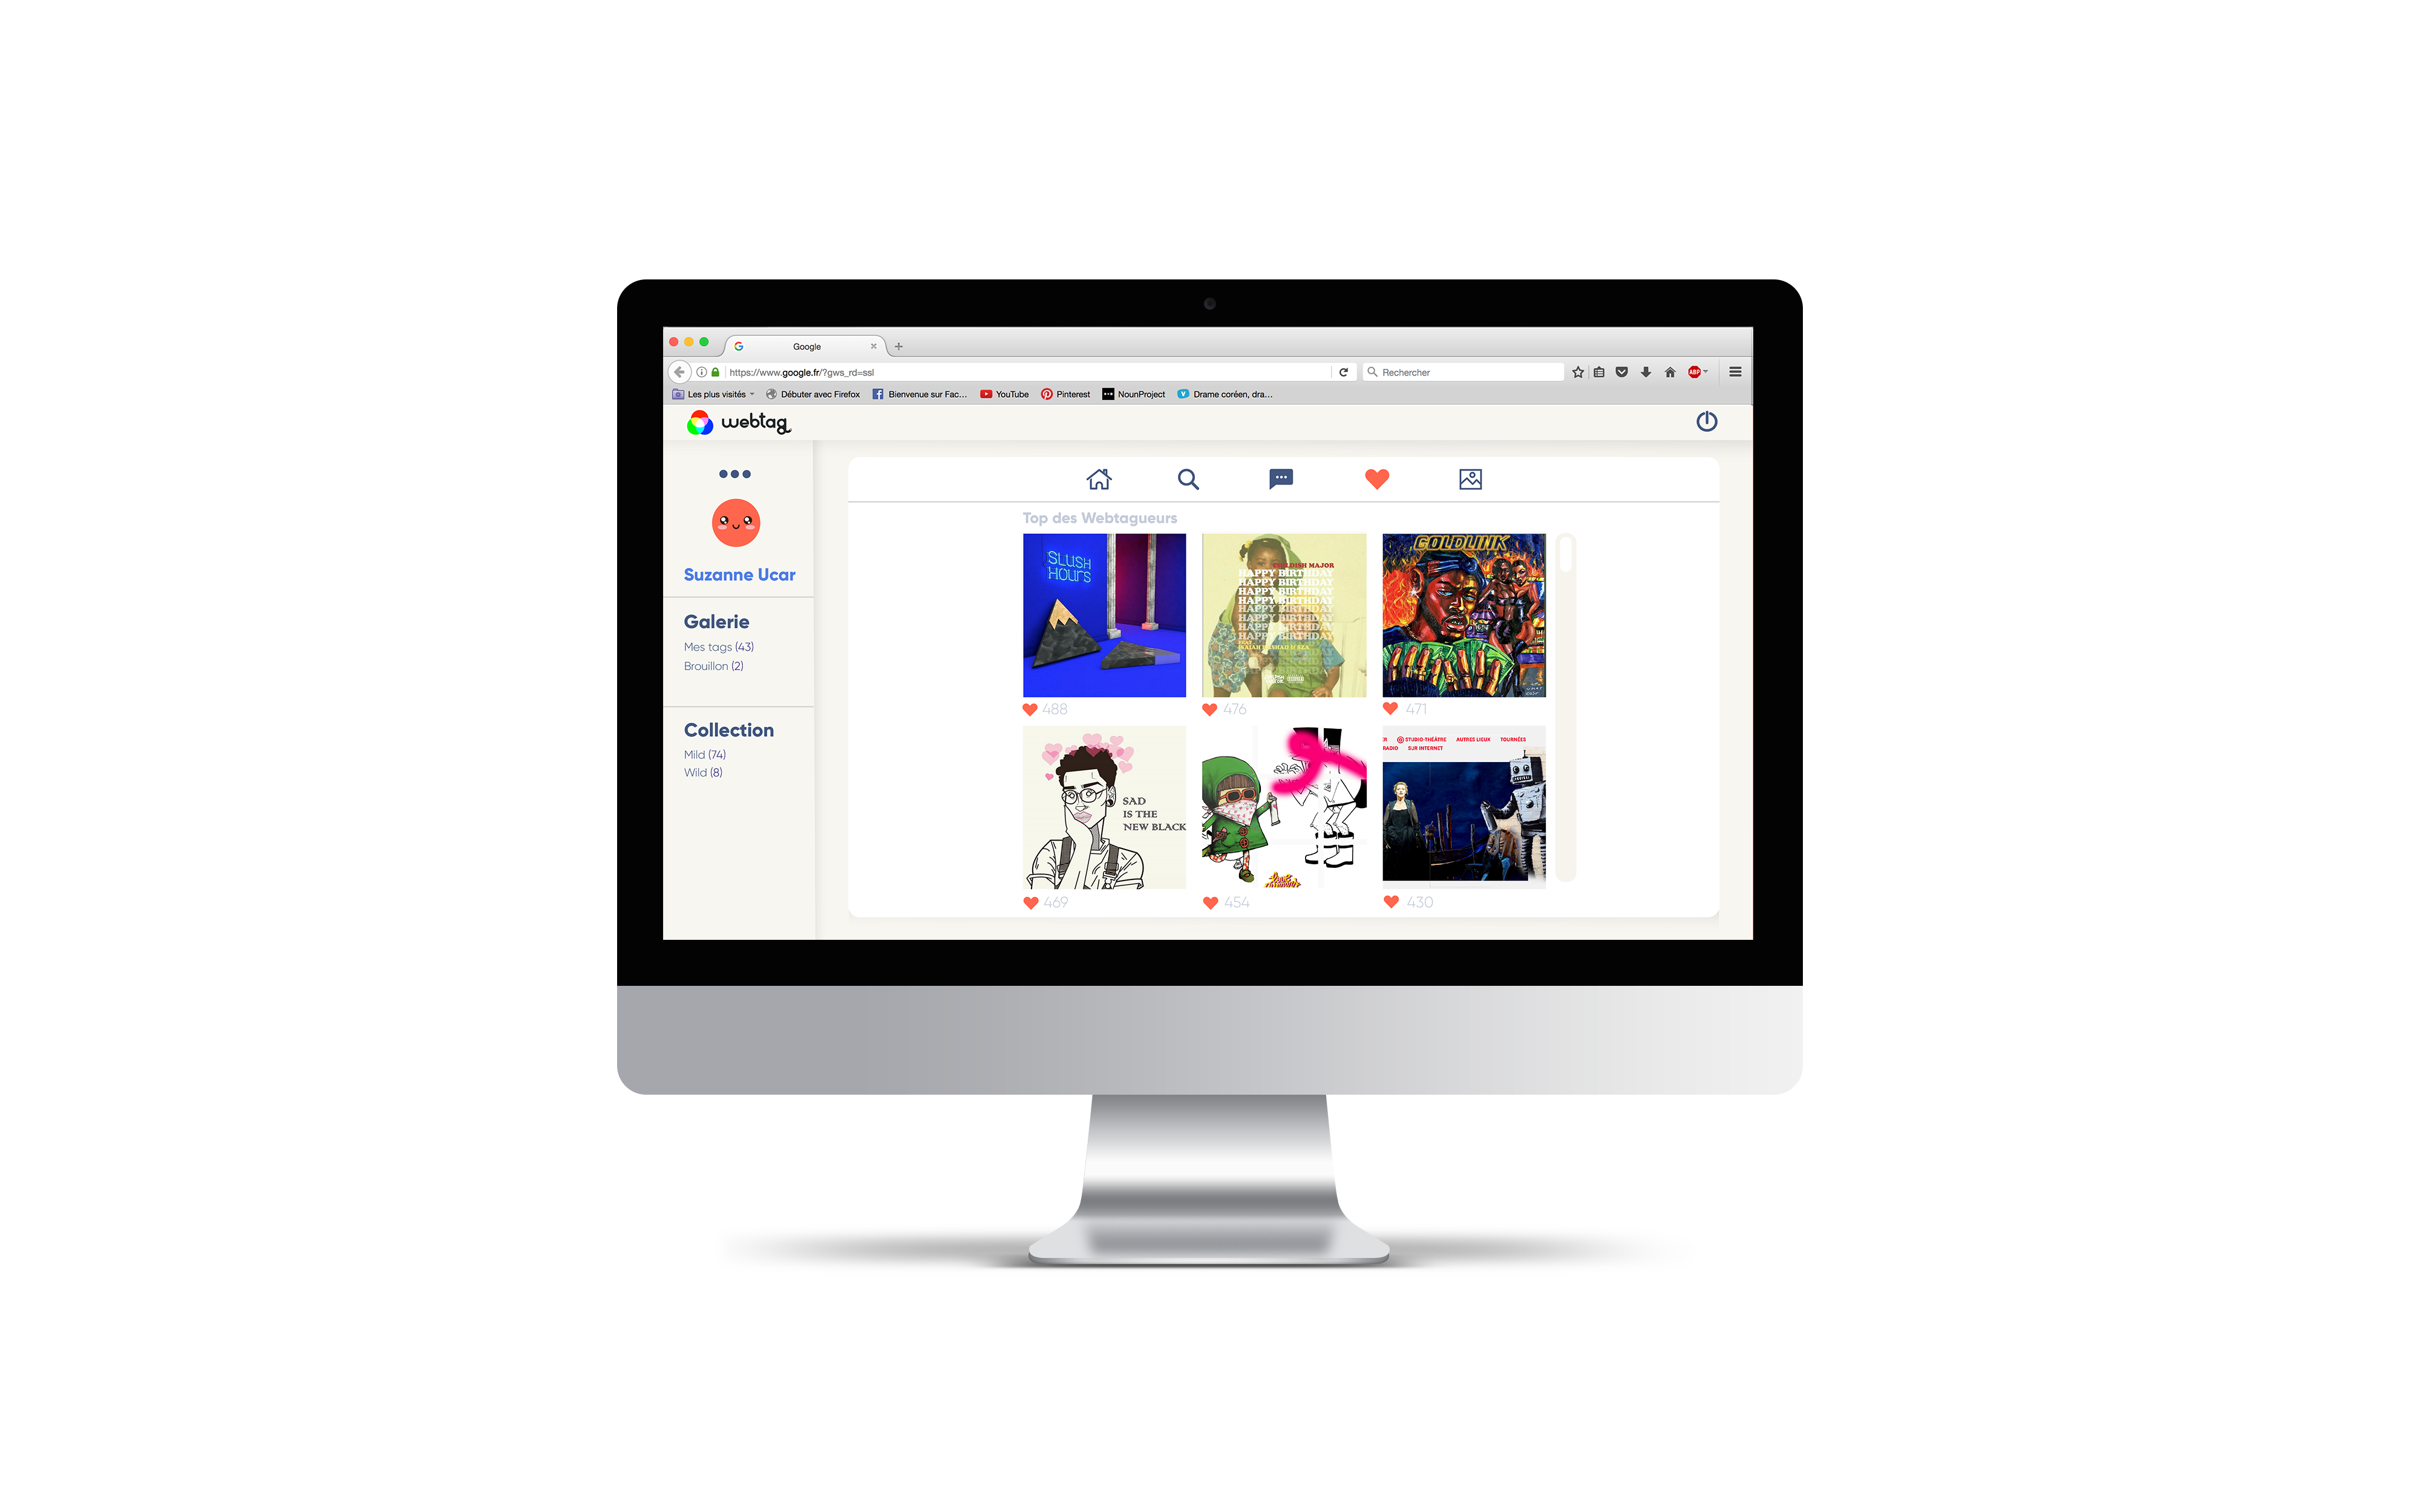 Google
https://www.google.fr/?gws_rd=ssl
Rechercher
ABP
Les plus visités
Débuter avec Firefox
Bienvenue sur Fac...
YouTube
Pinterest
NounProject
Drame coréen, dra...
webtag
Suzanne Ucar
Galerie
Mes tags (43)
Brouillon (2)
Collection
Mild (74)
Wild (8)
Top des Webtagueurs
SLUSH
HOURS
CHILDISH MAJOR
HAPPY BIRTHDAY
HAPPY BIRTHDAY
HAPPY BIRTHDAY
HAPPY BIRTHDAY
HAPPY BIRTHDAY
HAPPY BIRTHDAY
HAPPY BIRTHDAY
HAPPY BIRTHDAY
GOLDLINK
488
476
471
SAD
IS THE
NEW BLACK
STUDIO-THÉÂTRE AUTRES LIEUX TOURNÉES
RADIO SJR INTERNET
469
454
430